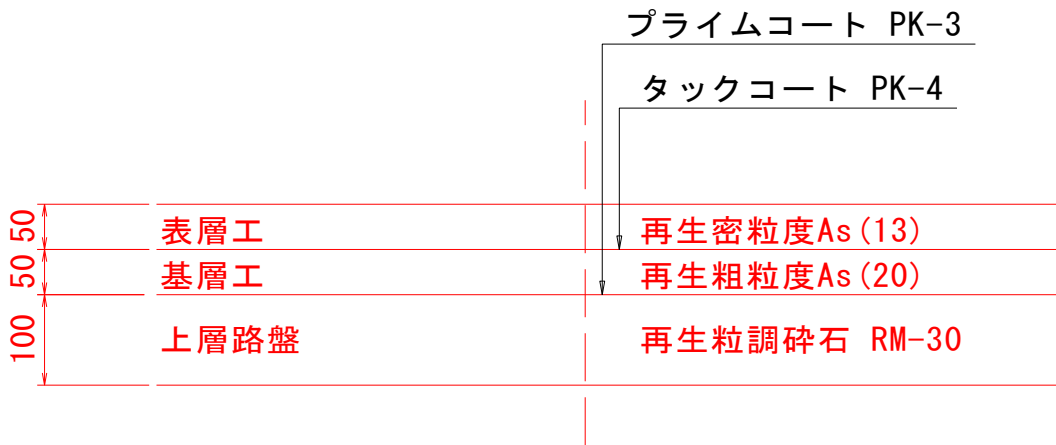 プライムコート PK-3
タックコート PK-4
50 表層工 再生密粒度As(13)
50 基層工 再生粗粒度As(20)
100 上層路盤 再生粒調砕石 RM-30